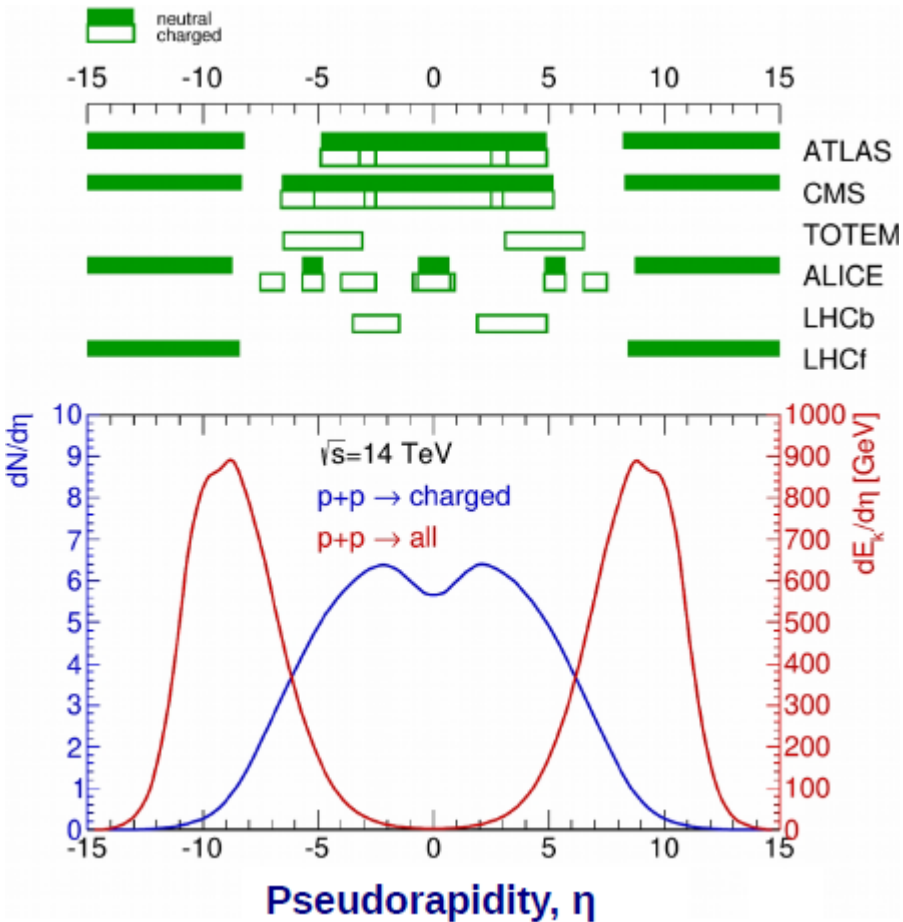 neutral
charged
-15 -10 -5 0 5 10 15
ATLAS
CMS
TOTEM
ALICE
LHCb
LHCf
dN/dη
10
9
8
7
6
5
4
3
2
1
0
√s=14 TeV
p+p → charged
p+p → all
1000
900
800
700
600
500
400
300
200
100
0
dEₖ/dη [GeV]
-15 -10 -5 0 5 10 15
Pseudorapidity, η